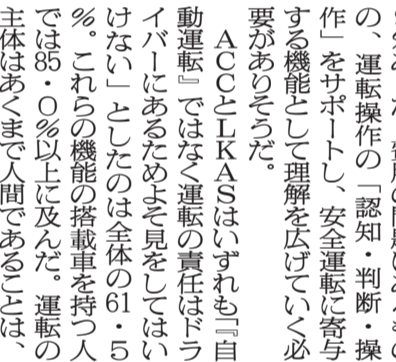 の、運転操作の「認知・判断・操
作」をサポートし、安全運転に寄与
する機能として理解を広げていく必
要がありそうだ。
ACCとLKASはいずれも『自
動運転』ではなく運転の責任はドラ
イバーにあるためよそ見をしてはい
けない」としたのは全体の61・5
%。これらの機能の搭載車を持つ人
では85・0%以上に及んだ。運転の
主体はあくまで人間であることは、